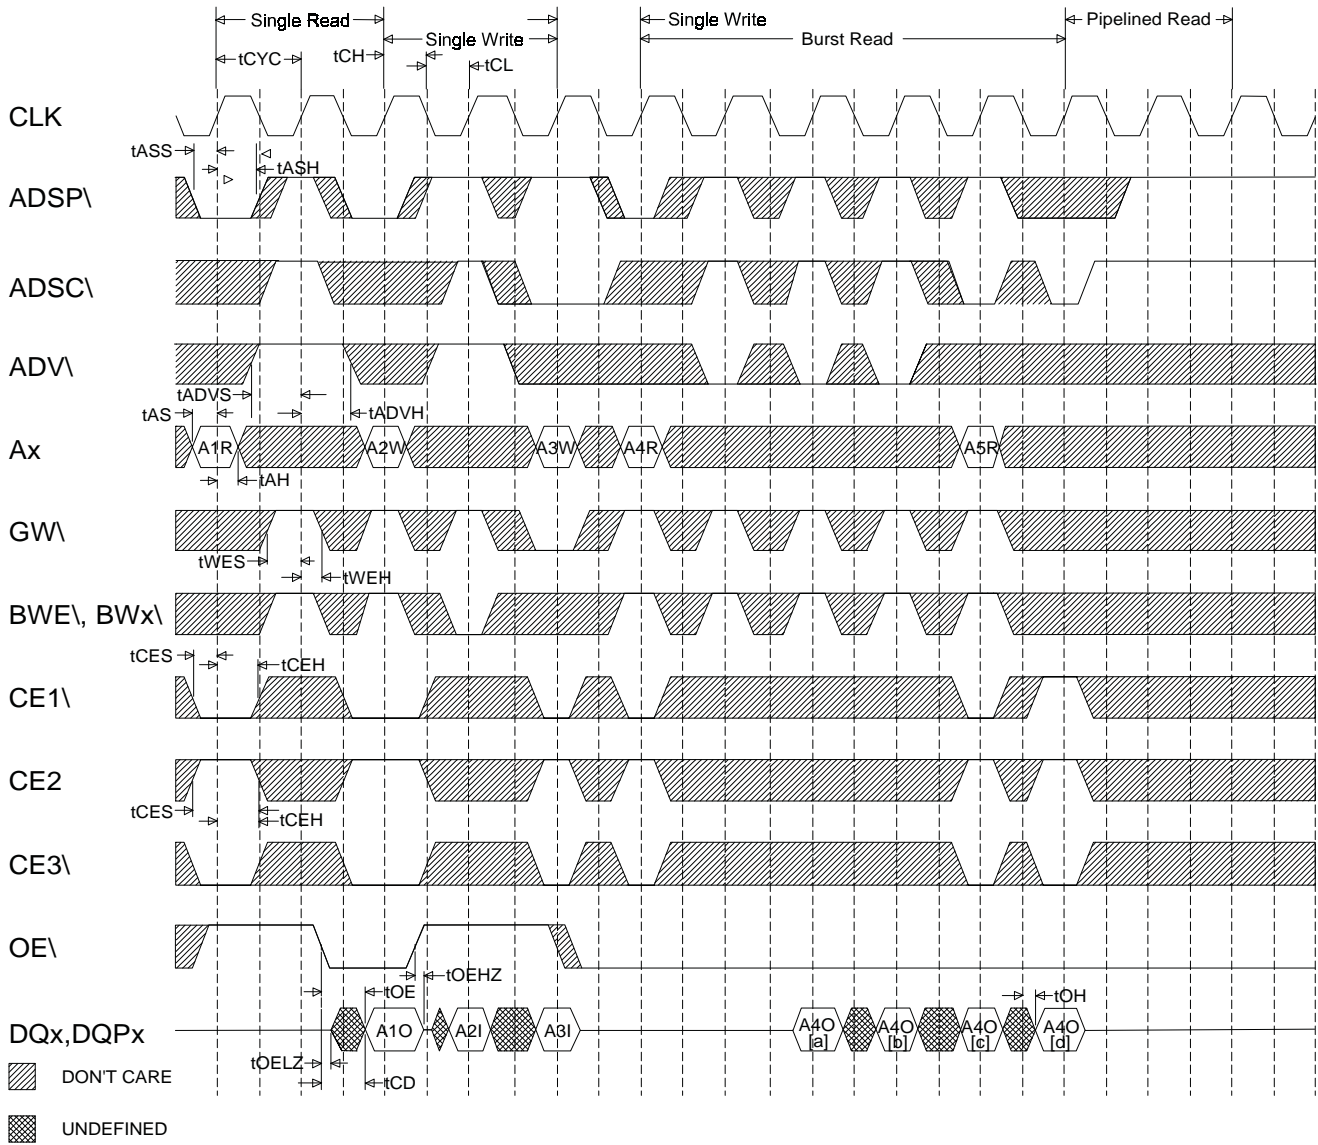 Single Read
Single Write
Pipelined Read
Single Write
Burst Read
tCYC
tCH
tCL
CLK
tASS
tASH
ADSP\
ADSC\
ADV\
tADVS
tAS
tADVH
Ax
A1R
A2W
A3W
A4R
A5R
tAH
GW\
tWES
tWEH
BWE\, BWx\
tCES
tCEH
CE1\
CE2
tCES
tCEH
CE3\
OE\
tOEHZ
tOE
tOH
DQx,DQPx
A1O
A2I
A3I
A4O
[a]
A4O
[b]
A4O
[c]
A4O
[d]
tOELZ
tCD
DON'T CARE
UNDEFINED